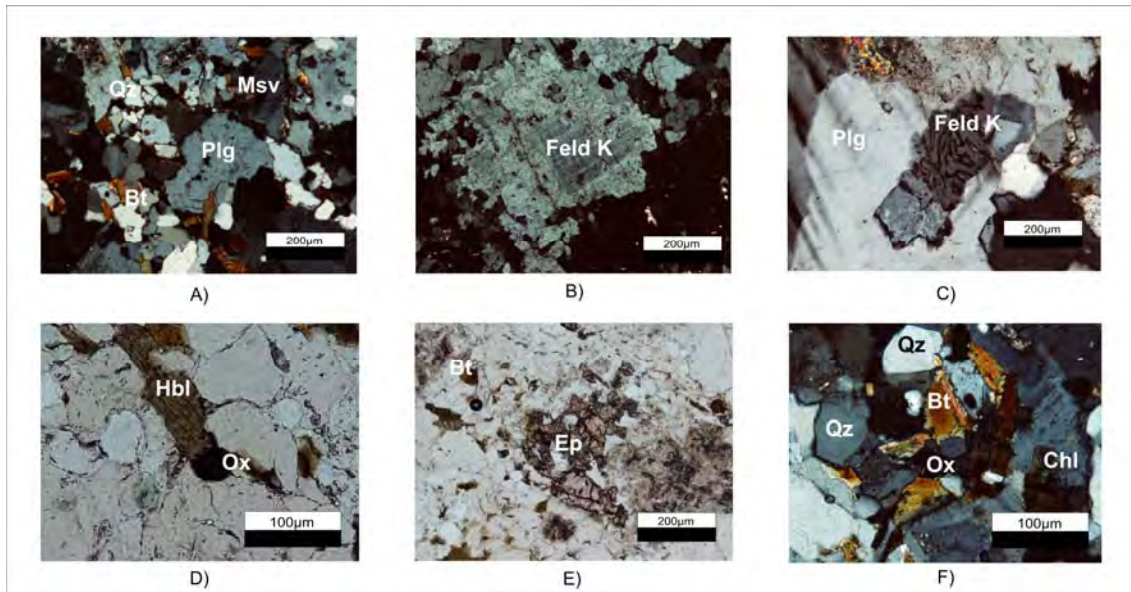 Qz Msv
Plg
Bt
200µm
A)
Feld K
200µm
B)
Feld K
Plg
200µm
C)
Hbl
Ox
100µm
D)
Bt
Ep
200µm
E)
Qz
Bt
Qz
Ox Chl
100µm
F)